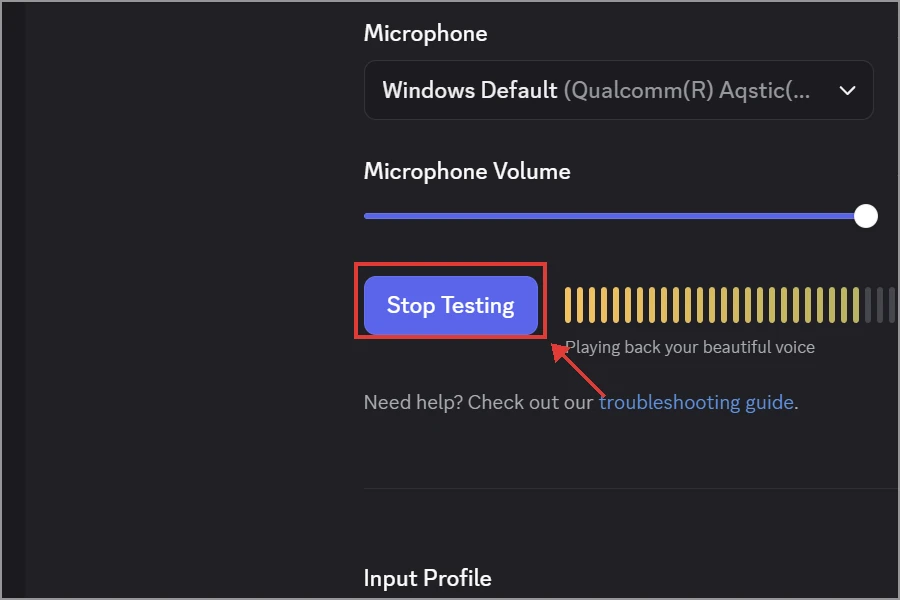 Microphone
Windows Default (Qualcomm(R) Aqstic(...
Microphone Volume
Stop Testing
Playing back your beautiful voice
Need help? Check out our troubleshooting guide.
Input Profile